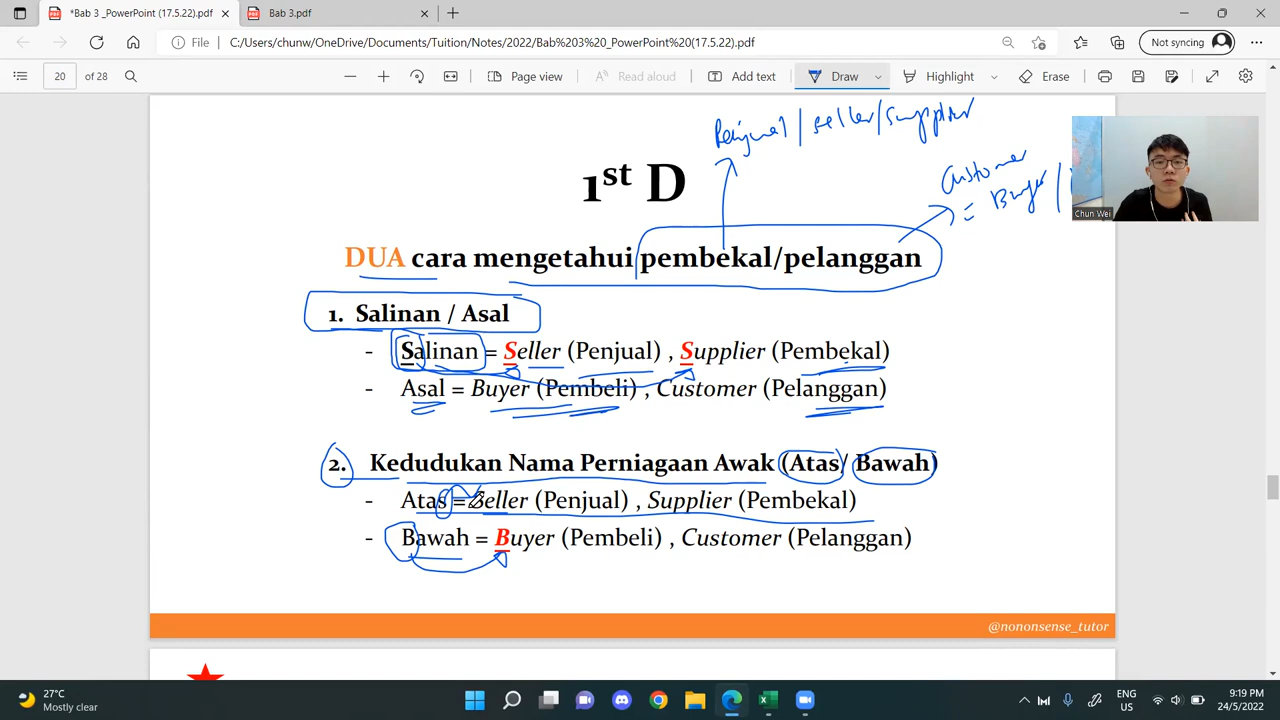 *Bab 3 _PowerPoint (17.5.22).pdf
Bab 3.pdf
File
C:/Users/chunw/OneDrive/Documents/Tuition/Notes/2022/Bab%203%20_PowerPoint%20(17.5.22).pdf
Not syncing
20 of 28
Page view
Read aloud
Add text
Draw
Highlight
Erase
Penjual / seller/supplier
Customer
= Buyer /
Chun Wei
1st D
DUA cara mengetahui pembekal/pelanggan
1. Salinan / Asal
- Salinan = Seller (Penjual) , Supplier (Pembekal)
- Asal = Buyer (Pembeli) , Customer (Pelanggan)
2. Kedudukan Nama Perniagaan Awak (Atas/ Bawah)
- Atas = Seller (Penjual) , Supplier (Pembekal)
- Bawah = Buyer (Pembeli) , Customer (Pelanggan)
@nononsense_tutor
27°C
Mostly clear
ENG
US
9:19 PM
24/5/2022